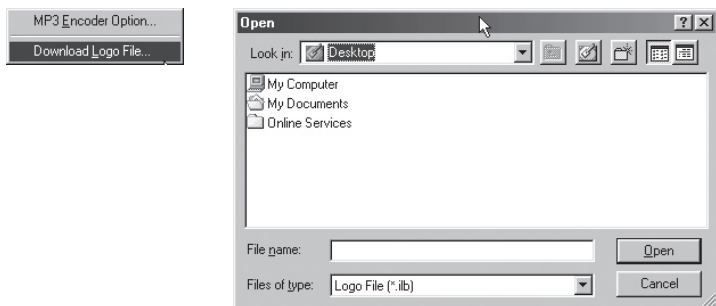 MP3 Encoder Option...
Download Logo File...
Open
Look in: Desktop
My Computer
My Documents
Online Services
File name:
Open
Files of type: Logo File (*.ilb)
Cancel